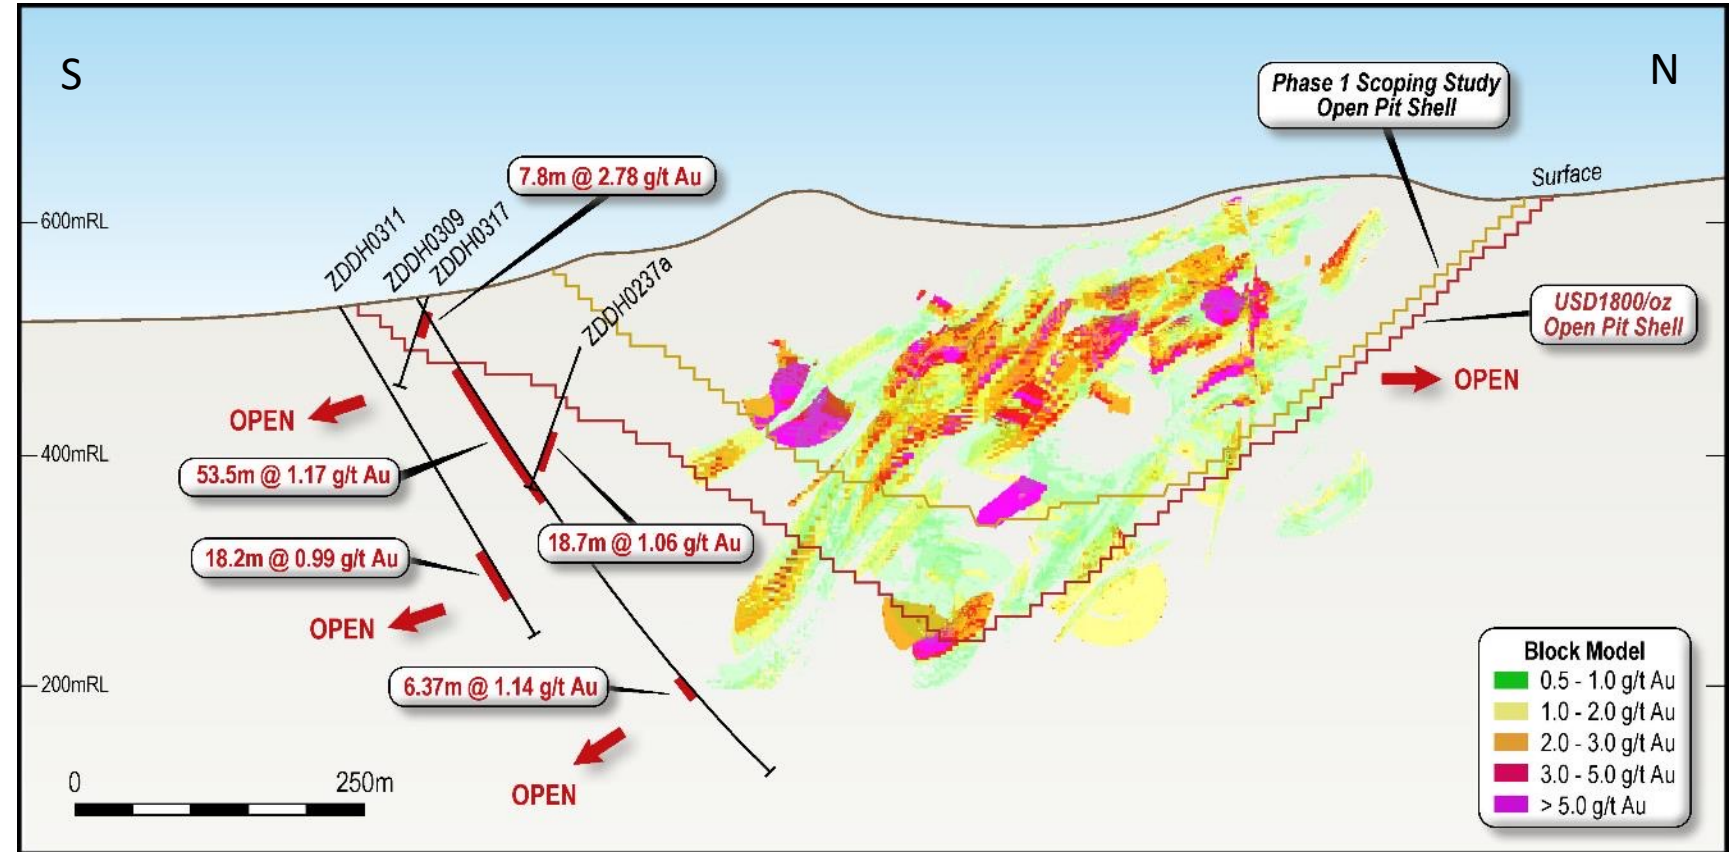 S
N
Phase 1 Scoping Study
Open Pit Shell
Surface
7.8m @ 2.78 g/t Au
600mRL
ZDDH0311
ZDDH0309
ZDDH0317
ZDDH0237a
USD1800/oz
Open Pit Shell
OPEN
OPEN
400mRL
53.5m @ 1.17 g/t Au
18.7m @ 1.06 g/t Au
18.2m @ 0.99 g/t Au
OPEN
200mRL
6.37m @ 1.14 g/t Au
OPEN
0 250m
Block Model
0.5 - 1.0 g/t Au
1.0 - 2.0 g/t Au
2.0 - 3.0 g/t Au
3.0 - 5.0 g/t Au
> 5.0 g/t Au